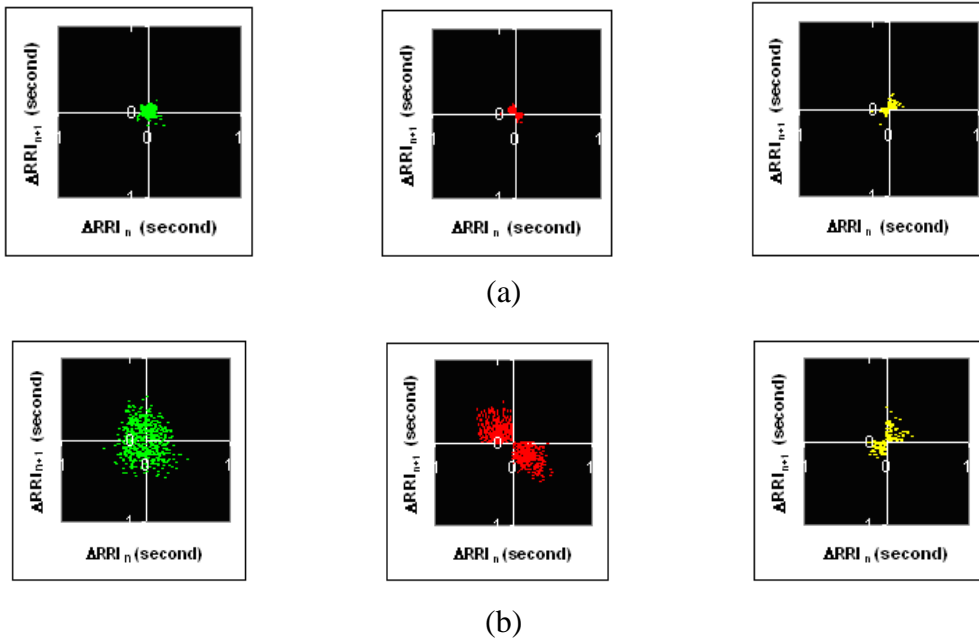 ΔRRIn+1 (second)
1
0
1
0
1
ΔRRI n (second)
ΔRRIn+1 (second)
1
0
1
0
1
ΔRRI n (second)
ΔRRIn+1 (second)
1
0
1
0
1
ΔRRI n (second)
(a)
ΔRRIn+1 (second)
1
0
1
0
1
ΔRRI n (second)
ΔRRIn+1 (second)
1
0
1
0
1
ΔRRI n (second)
ΔRRIn+1 (second)
1
0
1
0
1
ΔRRI n (second)
(b)